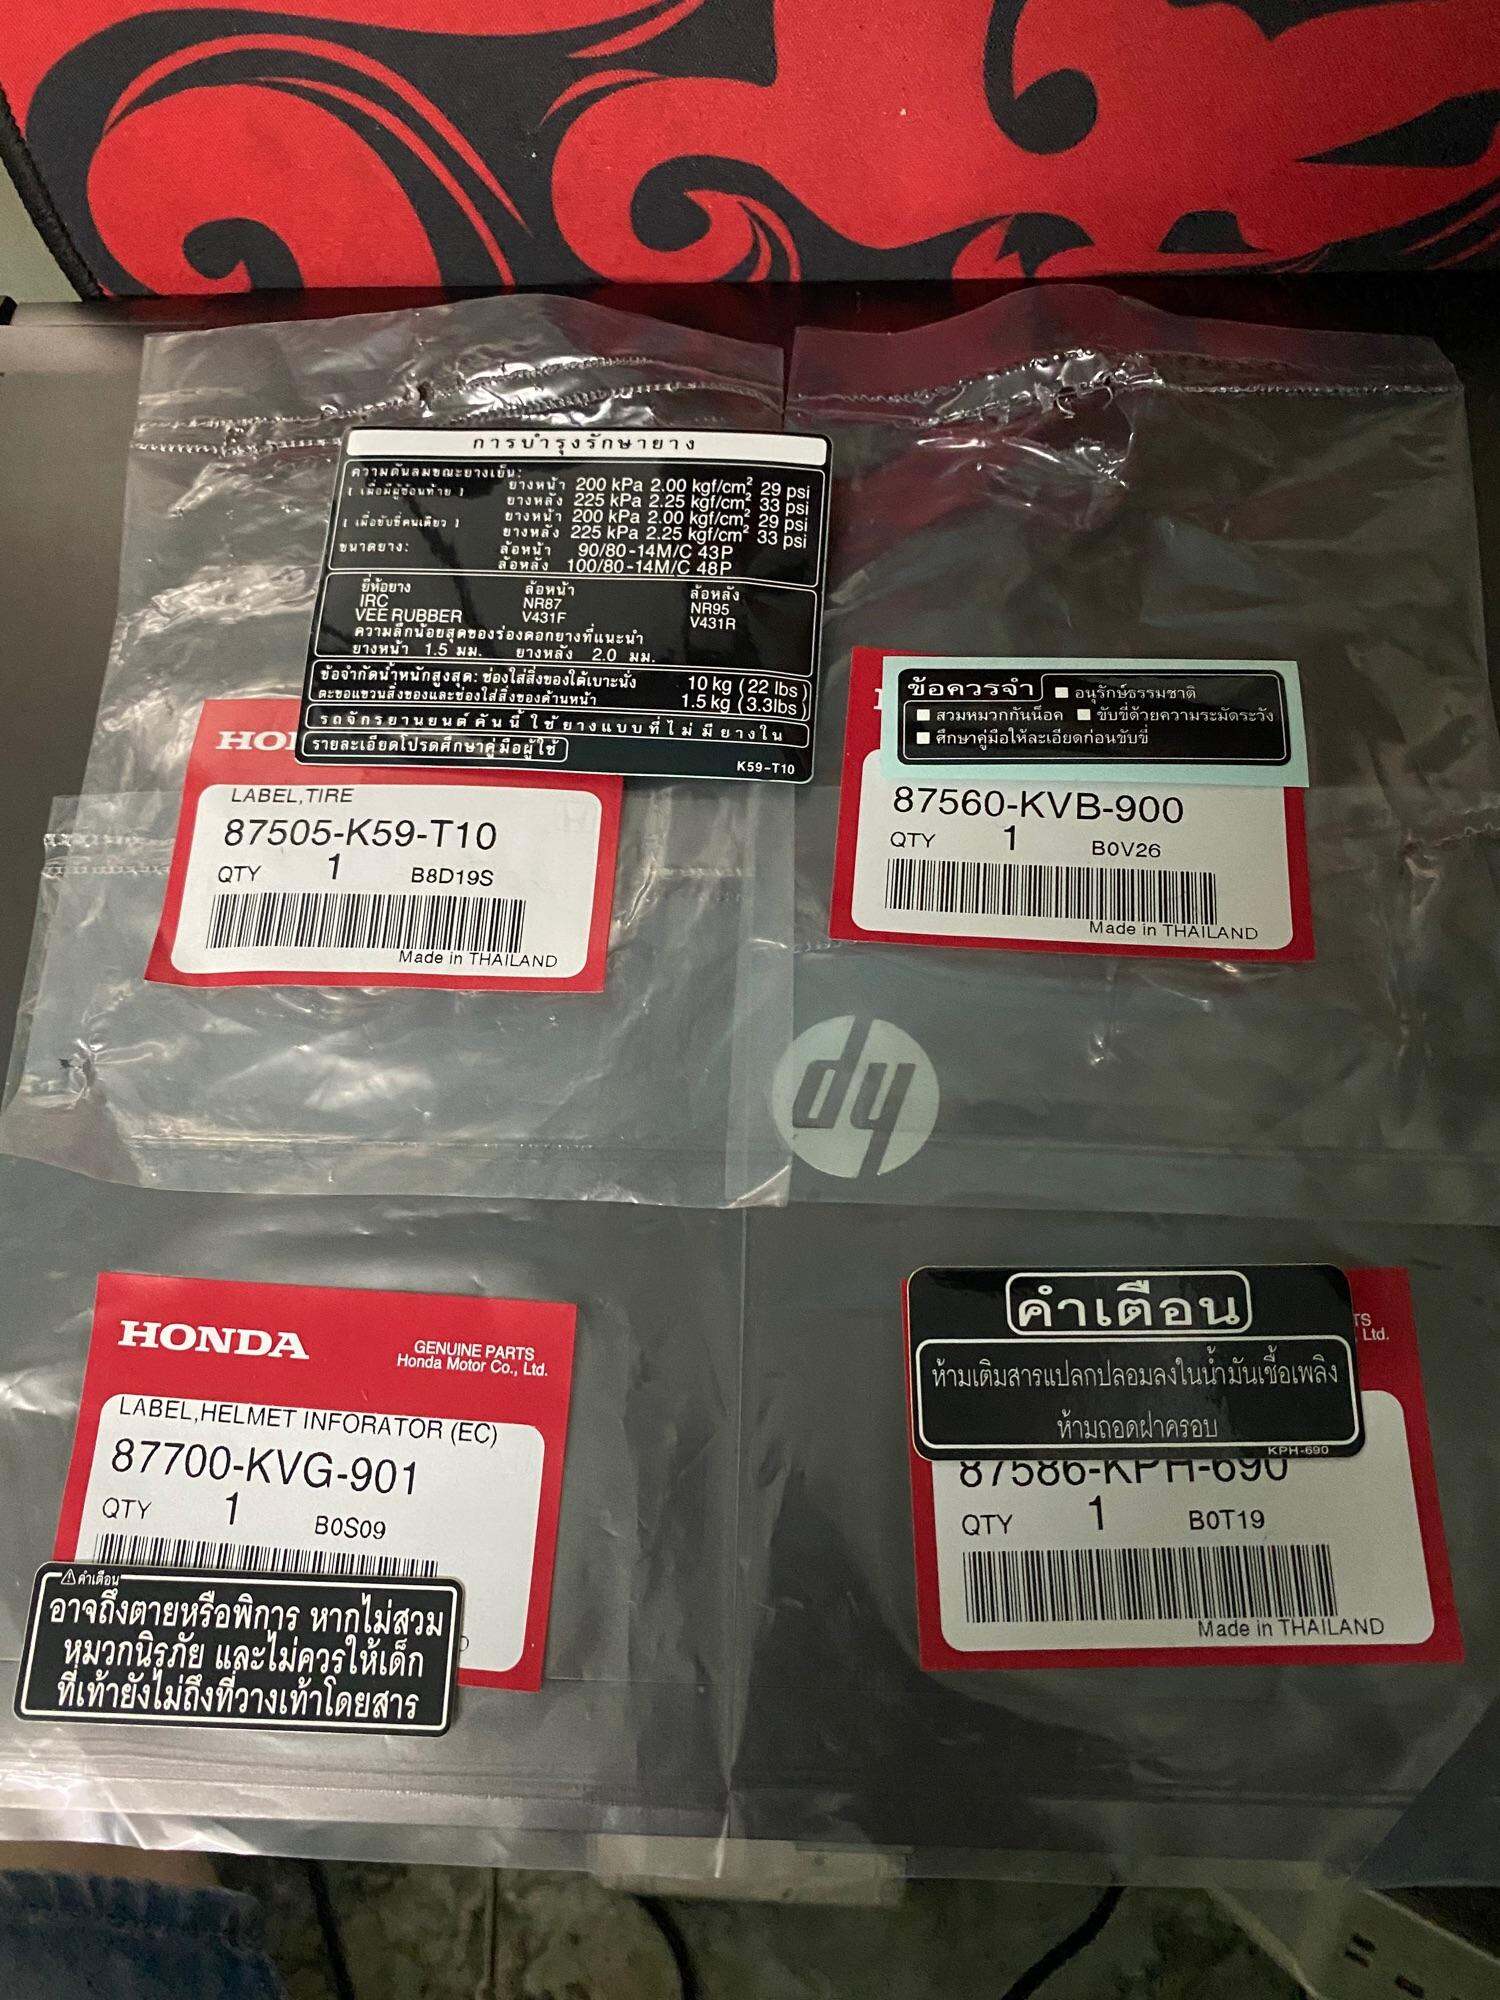 การบำรุงรักษายาง
ความดันลมขณะยางเย็น:
[ เมื่อมีผู้ซ้อนท้าย ] ยางหน้า 200 kPa 2.00 kgf/cm² 29 psi
ยางหลัง 225 kPa 2.25 kgf/cm² 33 psi
[ เมื่อขับขี่คนเดียว ] ยางหน้า 200 kPa 2.00 kgf/cm² 29 psi
ยางหลัง 225 kPa 2.25 kgf/cm² 33 psi
ขนาดยาง: ล้อหน้า 90/80-14M/C 43P
ล้อหลัง 100/80-14M/C 48P
ยี่ห้อยาง ล้อหน้า ล้อหลัง
IRC NR87 NR95
VEE RUBBER V431F V431R
ความลึกน้อยสุดของร่องดอกยางที่แนะนำ
ยางหน้า 1.5 มม. ยางหลัง 2.0 มม.
ข้อจำกัดน้ำหนักสูงสุด: ช่องใส่สิ่งของใต้เบาะนั่ง 10 kg (22 lbs)
ตะขอแขวนสิ่งของและช่องใส่สิ่งของด้านหน้า 1.5 kg (3.3lbs)
รถจักรยานยนต์คันนี้ใช้ยางแบบที่ไม่มียางใน
รายละเอียดโปรดศึกษาคู่มือผู้ใช้
K59-T10
LABEL,TIRE
87505-K59-T10
QTY 1 B8D19S
Made in THAILAND
ข้อควรจำ ■ อนุรักษ์ธรรมชาติ
■ สวมหมวกกันน็อค ■ ขับขี่ด้วยความระมัดระวัง
■ ศึกษาคู่มือให้ละเอียดก่อนขับขี่
87560-KVB-900
QTY 1 B0V26
Made in THAILAND
hp
HONDA
GENUINE PARTS
Honda Motor Co., Ltd.
LABEL,HELMET INFORATOR (EC)
87700-KVG-901
QTY 1 B0S09
⚠คำเตือน
อาจถึงตายหรือพิการ หากไม่สวม
หมวกนิรภัย และไม่ควรให้เด็ก
ที่เท้ายังไม่ถึงที่วางเท้าโดยสาร
คำเตือน
ห้ามเติมสารแปลกปลอมลงในน้ำมันเชื้อเพลิง
ห้ามถอดฝาครอบ
KPH-690
Ltd.
87586-KPH-690
QTY 1 B0T19
Made in THAILAND